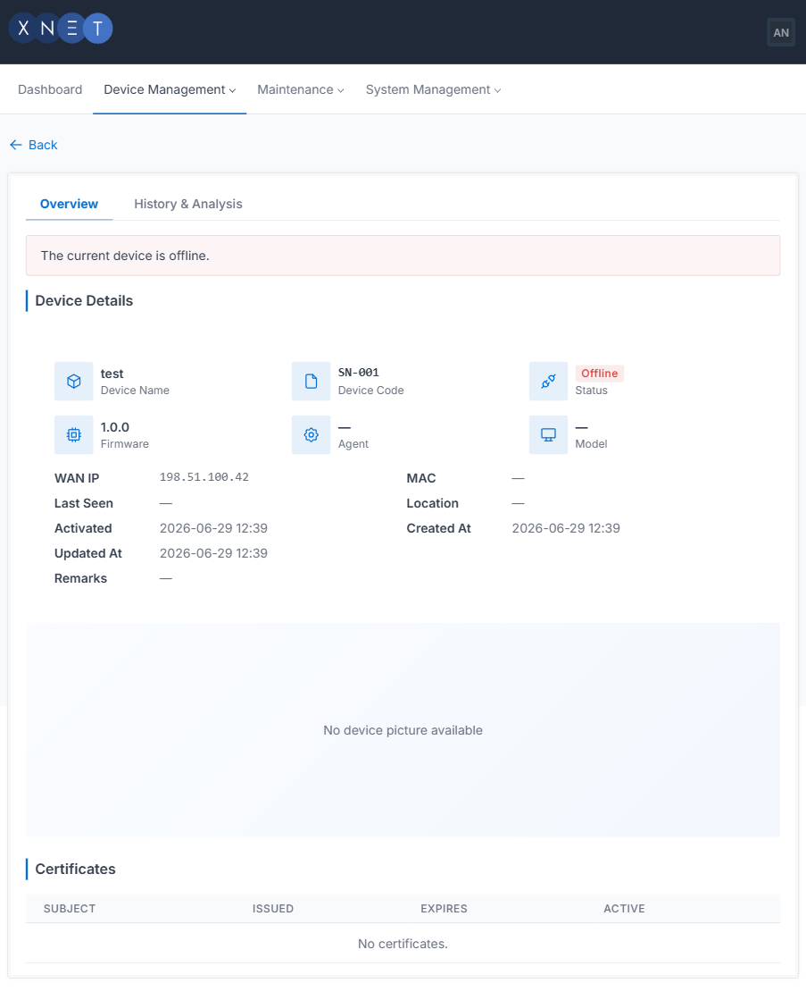 XNET
AN
Dashboard Device Management Maintenance System Management
Back
Overview History & Analysis
The current device is offline.
Device Details
test
Device Name
SN-001
Device Code
Offline
Status
1.0.0
Firmware
—
Agent
—
Model
WAN IP 198.51.100.42 MAC —
Last Seen — Location —
Activated 2026-06-29 12:39 Created At 2026-06-29 12:39
Updated At 2026-06-29 12:39
Remarks —
No device picture available
Certificates
SUBJECT ISSUED EXPIRES ACTIVE
No certificates.